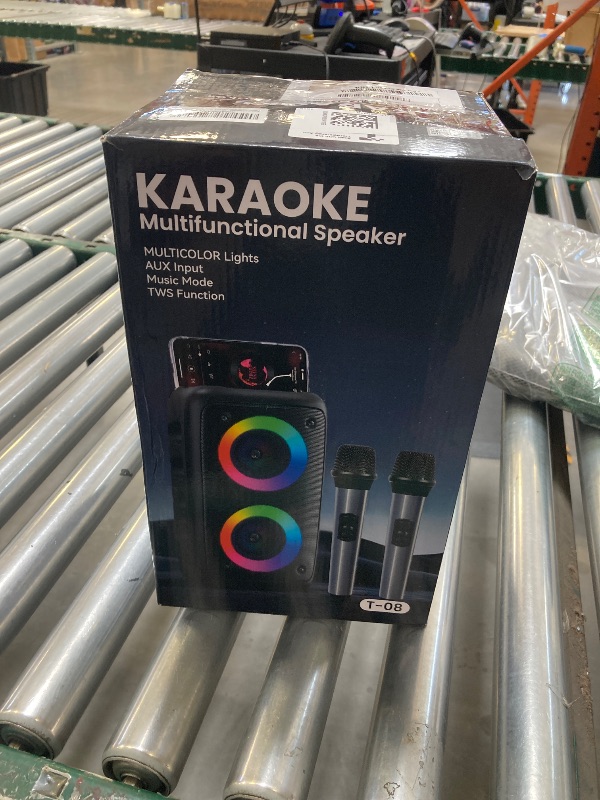 KARAOKE
Multifunctional Speaker
MULTICOLOR Lights
AUX Input
Music Mode
TWS Function
T-08